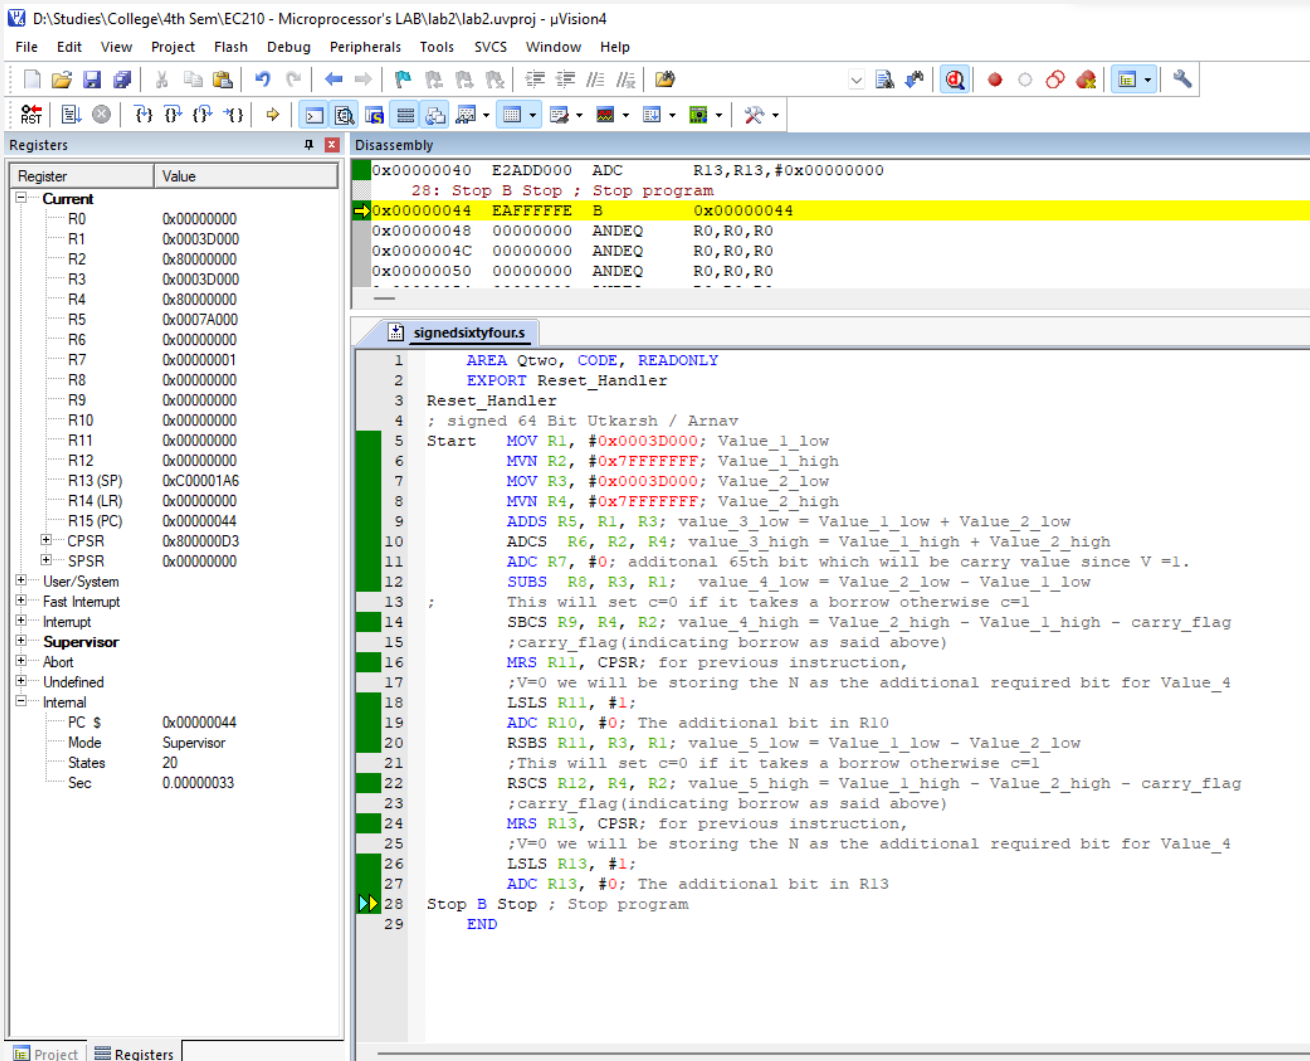 D:\Studies\College\4th Sem\EC210 - Microprocessor's LAB\lab2\lab2.uvproj - µVision4
File Edit View Project Flash Debug Peripherals Tools SVCS Window Help
RST
Registers
Register Value
Current
R0 0x00000000
R1 0x0003D000
R2 0x80000000
R3 0x0003D000
R4 0x80000000
R5 0x0007A000
R6 0x00000000
R7 0x00000001
R8 0x00000000
R9 0x00000000
R10 0x00000000
R11 0x00000000
R12 0x00000000
R13 (SP) 0xC00001A6
R14 (LR) 0x00000000
R15 (PC) 0x00000044
CPSR 0x800000D3
SPSR 0x00000000
User/System
Fast Interrupt
Interrupt
Supervisor
Abort
Undefined
Internal
PC $ 0x00000044
Mode Supervisor
States 20
Sec 0.00000033
Project Registers
Disassembly
0x00000040 E2ADD000 ADC R13,R13,#0x00000000
28: Stop B Stop ; Stop program
0x00000044 EAFFFFFE B 0x00000044
0x00000048 00000000 ANDEQ R0,R0,R0
0x0000004C 00000000 ANDEQ R0,R0,R0
0x00000050 00000000 ANDEQ R0,R0,R0
signedsixtyfour.s
1 AREA Qtwo, CODE, READONLY
2 EXPORT Reset_Handler
3 Reset_Handler
4 ; signed 64 Bit Utkarsh / Arnav
5 Start MOV R1, #0x0003D000; Value_1_low
6 MVN R2, #0x7FFFFFFF; Value_1_high
7 MOV R3, #0x0003D000; Value_2_low
8 MVN R4, #0x7FFFFFFF; Value_2_high
9 ADDS R5, R1, R3; value_3_low = Value_1_low + Value_2_low
10 ADCS R6, R2, R4; value_3_high = Value_1_high + Value_2_high
11 ADC R7, #0; additonal 65th bit which will be carry value since V =1.
12 SUBS R8, R3, R1; value_4_low = Value_2_low - Value_1_low
13 ; This will set c=0 if it takes a borrow otherwise c=1
14 SBCS R9, R4, R2; value_4_high = Value_2_high - Value_1_high - carry_flag
15 ;carry_flag(indicating borrow as said above)
16 MRS R11, CPSR; for previous instruction,
17 ;V=0 we will be storing the N as the additional required bit for Value_4
18 LSLS R11, #1;
19 ADC R10, #0; The additional bit in R10
20 RSBS R11, R3, R1; value_5_low = Value_1_low - Value_2_low
21 ;This will set c=0 if it takes a borrow otherwise c=1
22 RSCS R12, R4, R2; value_5_high = Value_1_high - Value_2_high - carry_flag
23 ;carry_flag(indicating borrow as said above)
24 MRS R13, CPSR; for previous instruction,
25 ;V=0 we will be storing the N as the additional required bit for Value_4
26 LSLS R13, #1;
27 ADC R13, #0; The additional bit in R13
28 Stop B Stop ; Stop program
29 END